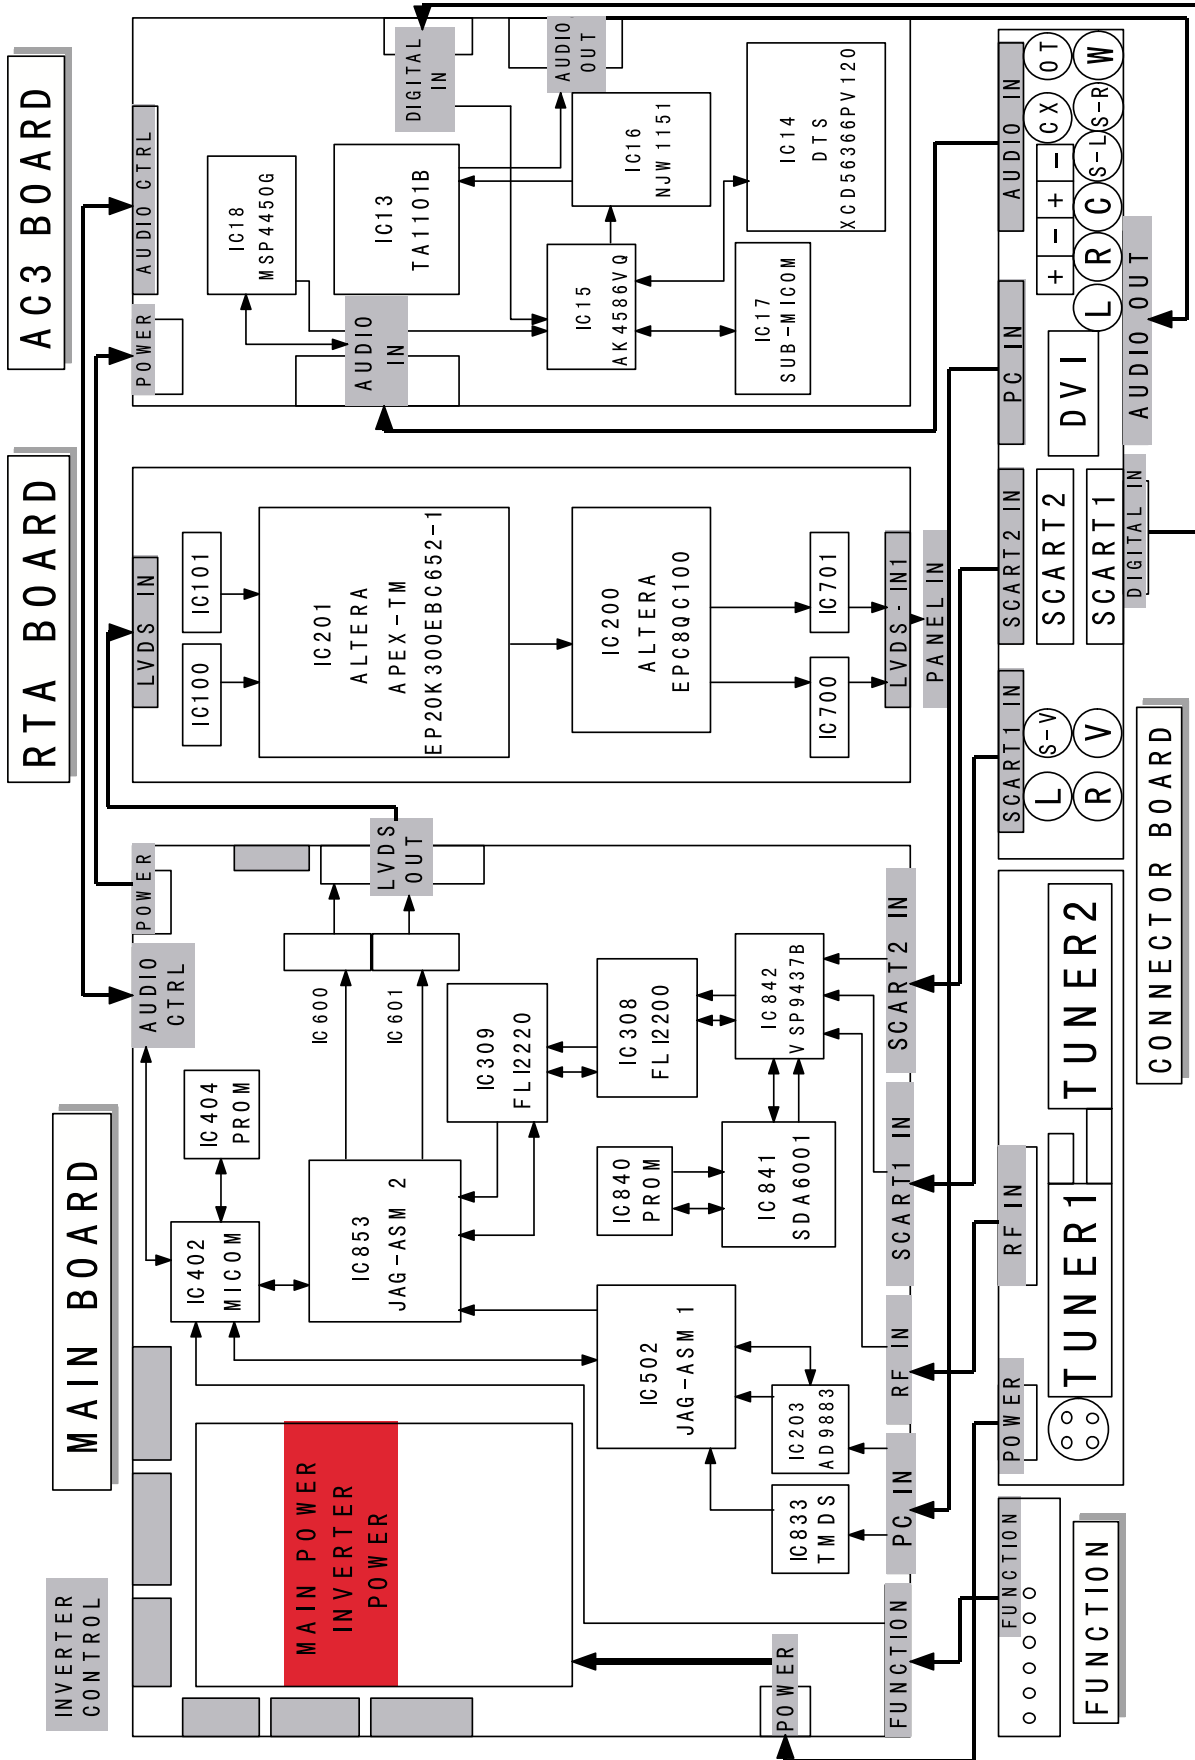 AC3 BOARD
RTA BOARD
MAIN BOARD
INVERTER
CONTROL
POWER
AUDIO CTRL
DIGITAL
IN
AUDIO
OUT
IC18
MSP4450G
IC13
TA1101B
IC16
NJW1151
IC14
DTS
XCD56366PV120
AUDIO
IN
IC15
AK4586VQ
IC17
SUB-MICOM
LVDS IN
IC100
IC101
IC201
ALTERA
APEX-TM
EP20K300EBC652-1
IC200
ALTERA
EPC8QC100
IC700
IC701
LVDS-IN1
PANEL IN
AUDIO
CTRL
POWER
LVDS
OUT
IC600
IC601
IC404
PROM
IC402
MICOM
IC853
JAG-ASM 2
IC309
FLI2220
IC308
FLI2200
IC842
VSP9437B
IC840
PROM
IC841
SDA6001
IC502
JAG-ASM 1
IC203
AD9883
IC833
TMDS
MAIN POWER
INVERTER
POWER
POWER
FUNCTION
PC IN
RF IN
SCART1 IN
SCART2 IN
FUNCTION
FUNCTION
POWER
RF IN
TUNER1
TUNER2
CONNECTOR BOARD
SCART1 IN
L
S-V
R
V
SCART2 IN
SCART2
SCART1
DIGITAL IN
PC IN
DVI
AUDIO IN
+
-
+
-
CX
OT
L
R
C
S-L
S-R
W
AUDIO OUT